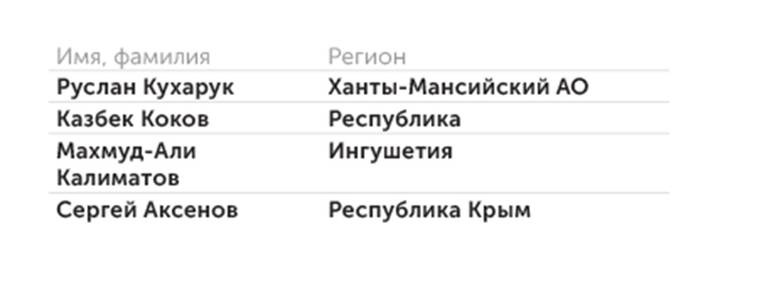 Имя, фамилия Регион
Руслан Кухарук Ханты-Мансийский АО
Казбек Коков Республика
Махмуд-Али Ингушетия
Калиматов
Сергей Аксенов Республика Крым